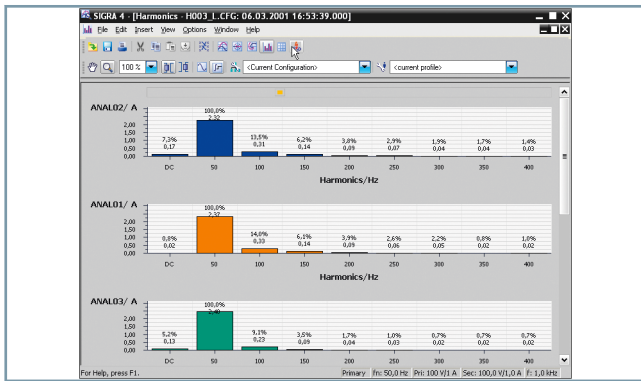 SIGRA 4 - [Harmonics - H003_L.CFG: 06.03.2001 16:53:39.000]
File Edit Insert View Options Window Help
100 % <Current Configuration> <current profile>
ANAL02/ A
2,00
1,50
1,00
0,50
0,00
7,3% 100,0% 13,5% 6,2% 3,8% 2,9% 1,9% 1,7% 1,4%
0,17 2,32 0,31 0,14 0,09 0,07 0,04 0,04 0,03
DC 50 100 150 200 250 300 350 400
Harmonics/Hz
ANAL01/ A
2,00
1,50
1,00
0,50
0,00
0,8% 100,0% 14,0% 6,1% 3,9% 2,6% 2,2% 0,8% 1,0%
0,02 2,37 0,33 0,14 0,09 0,06 0,05 0,02 0,02
DC 50 100 150 200 250 300 350 400
Harmonics/Hz
ANAL03/ A
2,00
1,50
1,00
0,50
0,00
5,2% 100,0% 9,1% 3,5% 1,7% 1,0% 0,7% 0,7% 0,7%
0,13 2,48 0,23 0,09 0,04 0,03 0,02 0,02 0,02
DC 50 100 150 200 250 300 350 400
For Help, press F1. Primary fn: 50,0 Hz Pri: 100 V/1 A Sec: 100,0 V/1,0 A f: 1,0 kHz